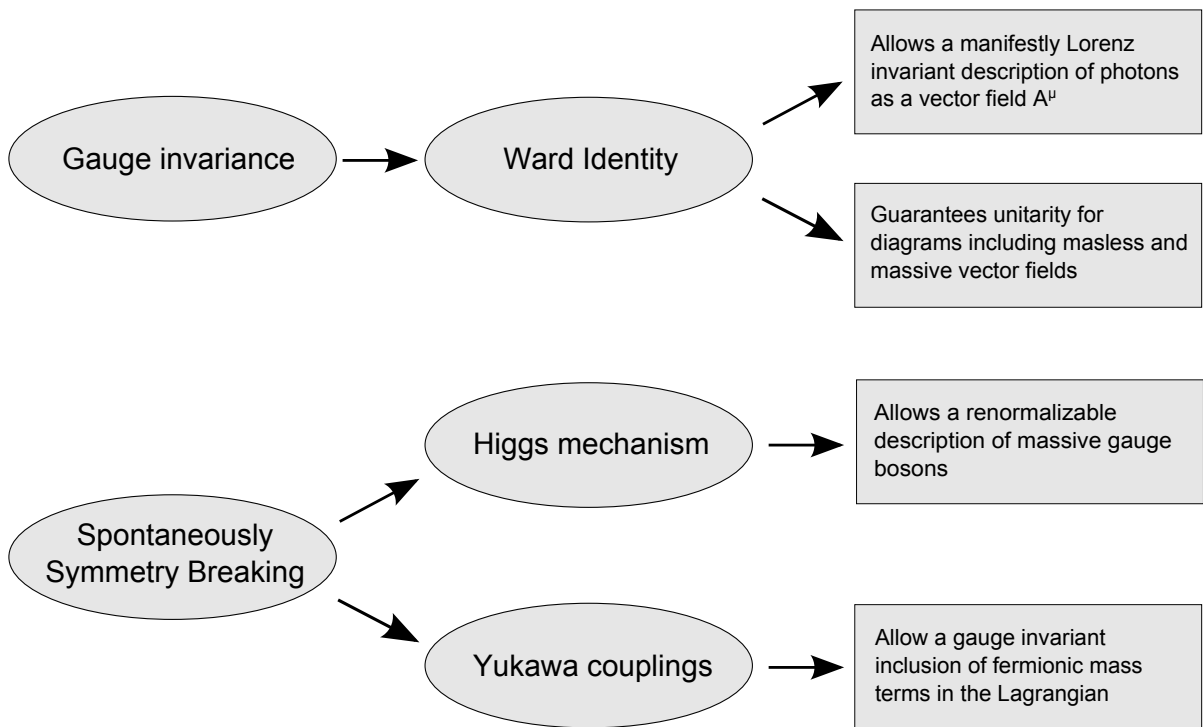 Gauge invariance
Ward Identity
Allows a manifestly Lorenz
invariant description of photons
as a vector field Aᵘ
Guarantees unitarity for
diagrams including masless and
massive vector fields
Spontaneously
Symmetry Breaking
Higgs mechanism
Allows a renormalizable
description of massive gauge
bosons
Yukawa couplings
Allow a gauge invariant
inclusion of fermionic mass
terms in the Lagrangian